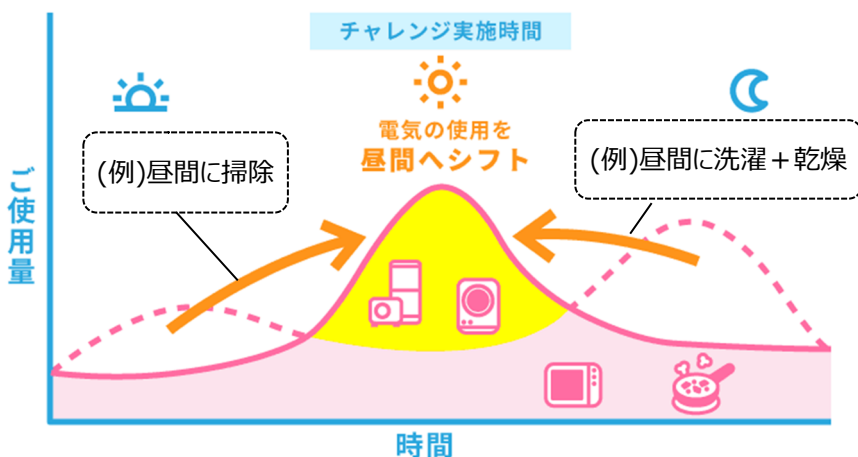 チャレンジ実施時間
電気の使用を
昼間へシフト
(例)昼間に掃除
(例)昼間に洗濯＋乾燥
ご使用量
時間